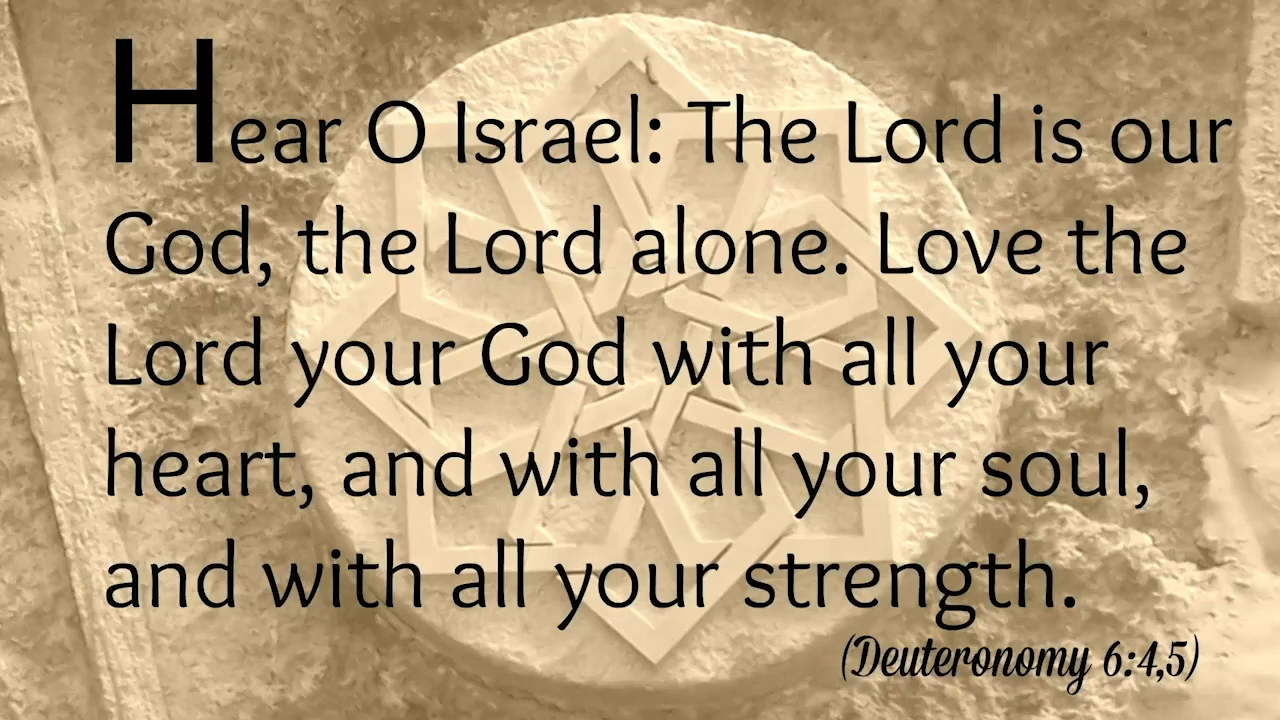 Hear O Israel: The Lord is our
God, the Lord alone. Love the
Lord your God with all your
heart, and with all your soul,
and with all your strength.
(Deuteronomy 6:4,5)